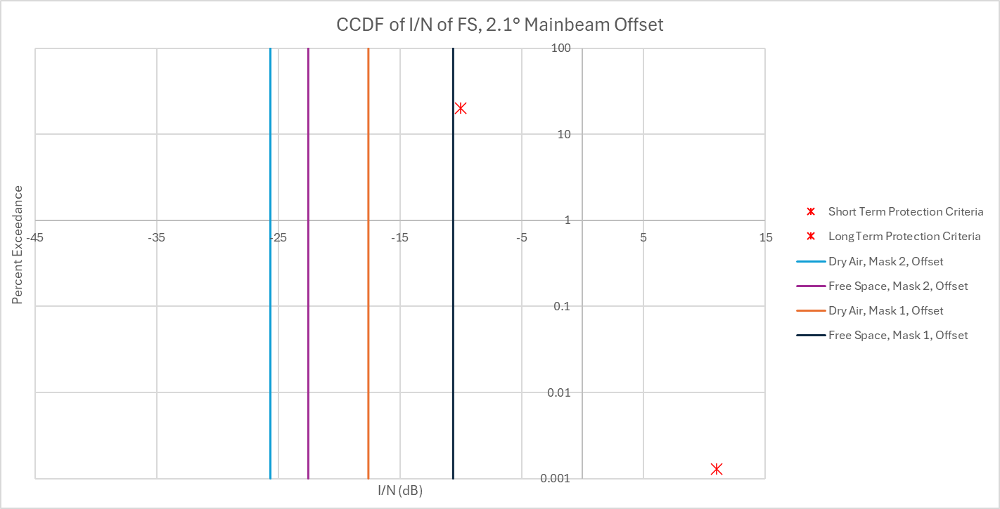 CCDF of I/N of FS, 2.1° Mainbeam Offset
100
10
1
-45
-35
-25
-15
-5
5
15
0.1
0.01
0.001
Percent Exceedance
I/N (dB)
Short Term Protection Criteria
Long Term Protection Criteria
Dry Air, Mask 2, Offset
Free Space, Mask 2, Offset
Dry Air, Mask 1, Offset
Free Space, Mask 1, Offset